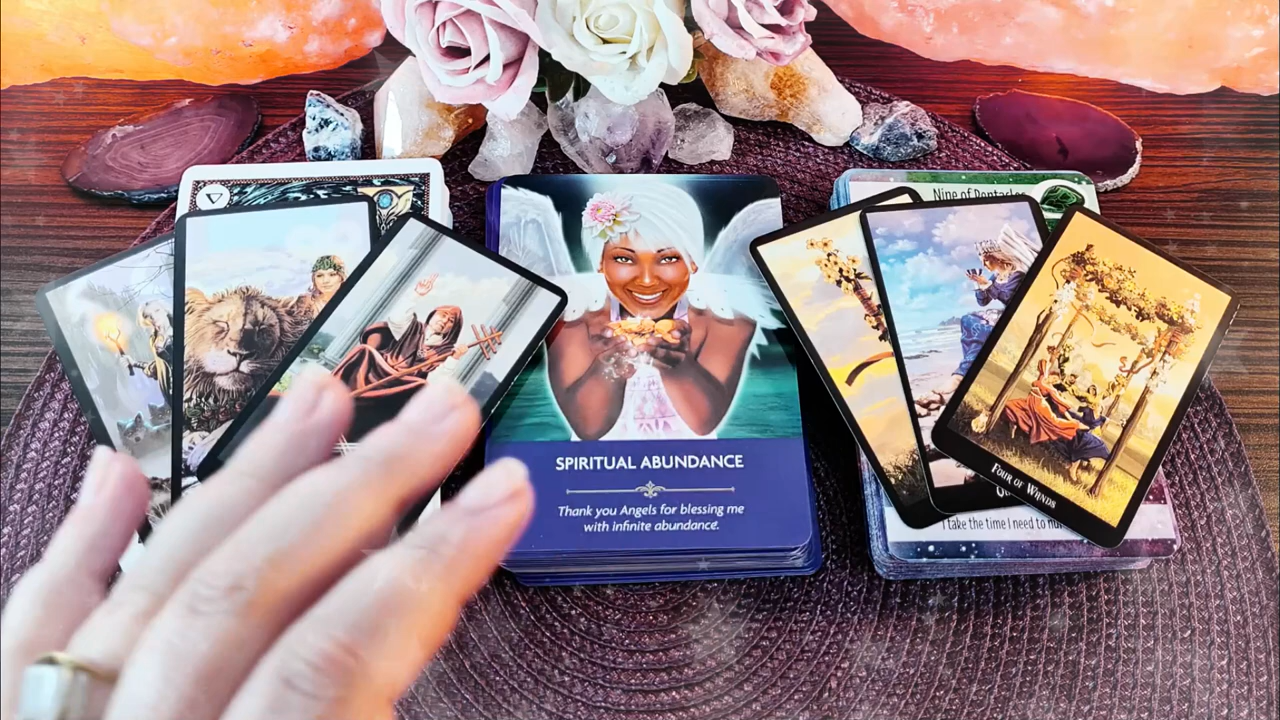 Nine of Pentacles
SPIRITUAL ABUNDANCE
Thank you Angels for blessing me
with infinite abundance.
FOUR OF WANDS
I take the time I need to